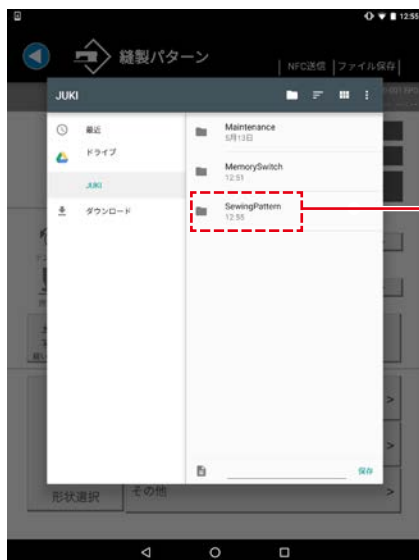 12:55
縫製パターン
NFC送信
ファイル保存
JUKI
最近
ドライブ
JUKI
ダウンロード
Maintenance
5月13日
MemorySwitch
12:51
SewingPattern
12:55
保存
形状選択
その他